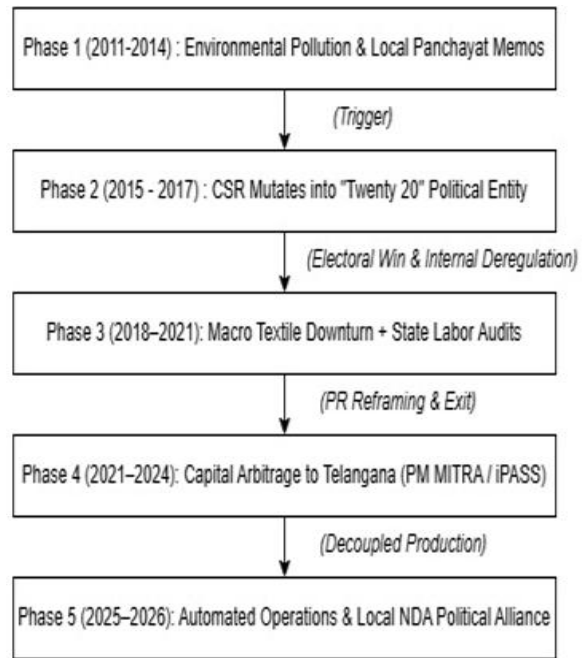 Phase 1 (2011-2014) : Environmental Pollution & Local Panchayat Memos
(Trigger)
Phase 2 (2015 - 2017) : CSR Mutates into "Twenty 20" Political Entity
(Electoral Win & Internal Deregulation)
Phase 3 (2018–2021): Macro Textile Downturn + State Labor Audits
(PR Reframing & Exit)
Phase 4 (2021–2024): Capital Arbitrage to Telangana (PM MITRA / iPASS)
(Decoupled Production)
Phase 5 (2025–2026): Automated Operations & Local NDA Political Alliance